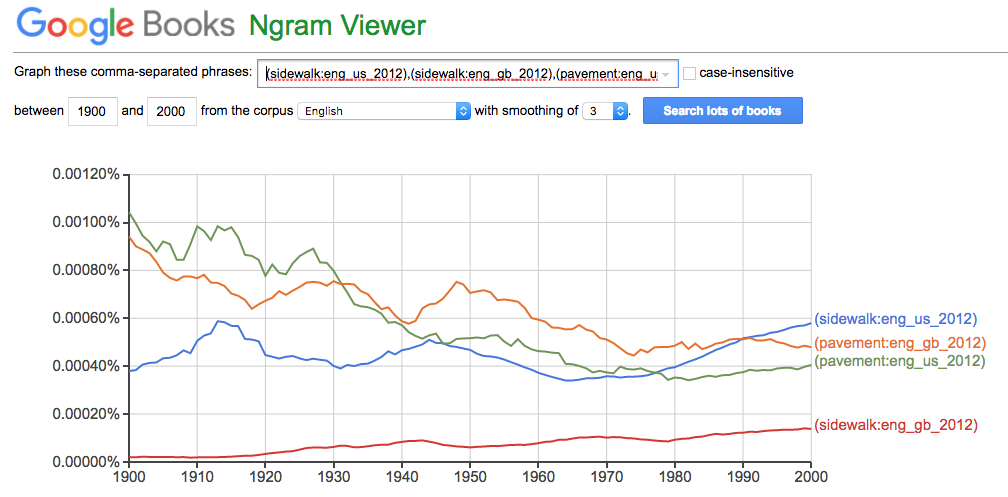 Google Books Ngram Viewer
Graph these comma-separated phrases: (sidewalk:eng_us_2012),(sidewalk:eng_gb_2012),(pavement:eng_u case-insensitive
between 1900 and 2000 from the corpus English with smoothing of 3 . Search lots of books
0.00120%
0.00100%
0.00080%
0.00060%
0.00040%
0.00020%
0.00000%
(sidewalk:eng_us_2012)
(pavement:eng_gb_2012)
(pavement:eng_us_2012)
(sidewalk:eng_gb_2012)
1900 1910 1920 1930 1940 1950 1960 1970 1980 1990 2000